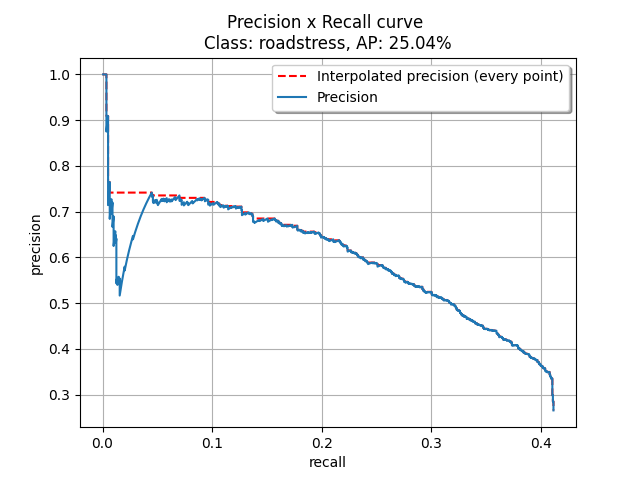 Precision x Recall curve
Class: roadstress, AP: 25.04%
Interpolated precision (every point)
Precision
1.0
0.9
0.8
0.7
0.6
0.5
0.4
0.3
precision
0.0 0.1 0.2 0.3 0.4
recall